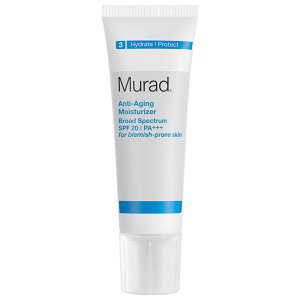 3 Hydrate | Protect
Murad.
Anti-Aging
Moisturizer
Broad Spectrum
SPF 20 | PA+++
for blemish-prone skin